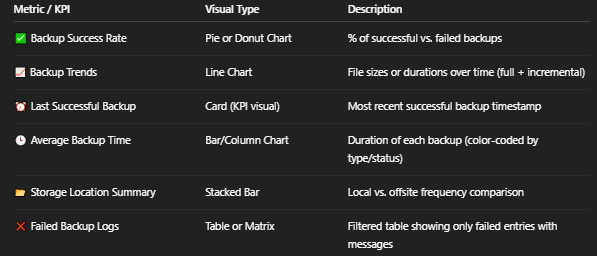 Metric / KPI Visual Type Description
✅ Backup Success Rate Pie or Donut Chart % of successful vs. failed backups
📈 Backup Trends Line Chart File sizes or durations over time (full + incremental)
⏰ Last Successful Backup Card (KPI visual) Most recent successful backup timestamp
🕒 Average Backup Time Bar/Column Chart Duration of each backup (color-coded by
type/status)
📂 Storage Location Summary Stacked Bar Local vs. offsite frequency comparison
❌ Failed Backup Logs Table or Matrix Filtered table showing only failed entries with
messages